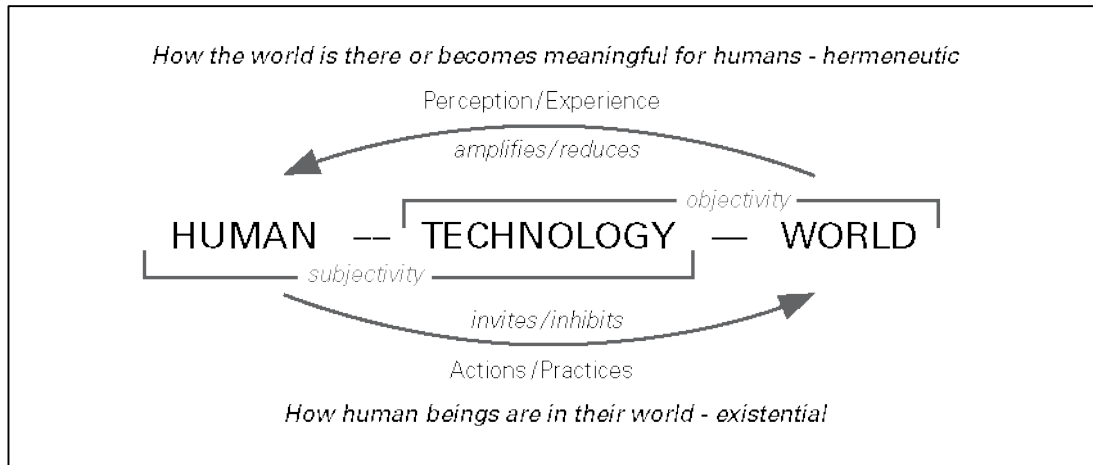 How the world is there or becomes meaningful for humans - hermeneutic
Perception/Experience
amplifies/reduces
objectivity
HUMAN -- TECHNOLOGY — WORLD
subjectivity
invites/inhibits
Actions/Practices
How human beings are in their world - existential